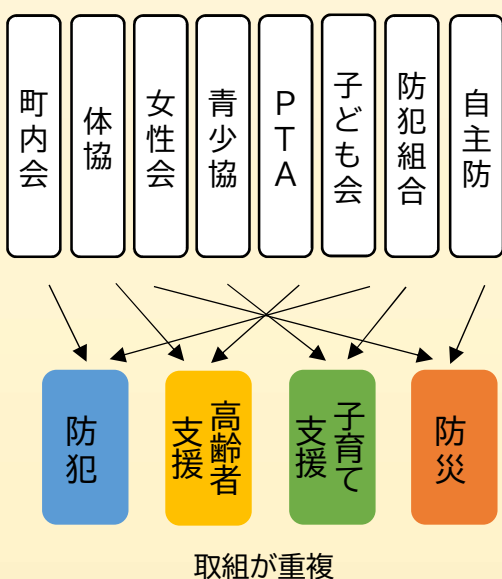 町内会
体協
女性会
青少協
PTA
子ども会
防犯組合
自主防
防犯
高齢者
支援
子育て
支援
防災
取組が重複